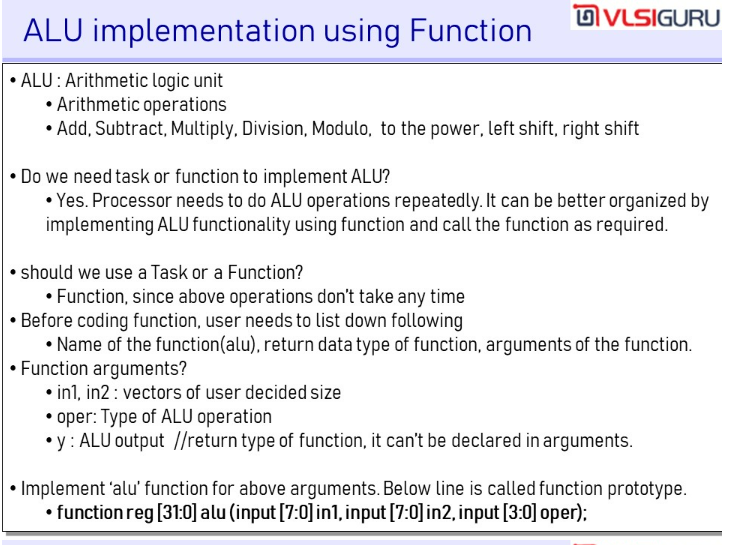 ALU implementation using Function
VLSIGURU
• ALU : Arithmetic logic unit
• Arithmetic operations
• Add, Subtract, Multiply, Division, Modulo, to the power, left shift, right shift
• Do we need task or function to implement ALU?
• Yes. Processor needs to do ALU operations repeatedly. It can be better organized by
implementing ALU functionality using function and call the function as required.
• should we use a Task or a Function?
• Function, since above operations don't take any time
• Before coding function, user needs to list down following
• Name of the function(alu), return data type of function, arguments of the function.
• Function arguments?
• in1, in2 : vectors of user decided size
• oper: Type of ALU operation
• y : ALU output //return type of function, it can't be declared in arguments.
• Implement 'alu' function for above arguments. Below line is called function prototype.
• function reg [31:0] alu (input [7:0] in1, input [7:0] in2, input [3:0] oper);